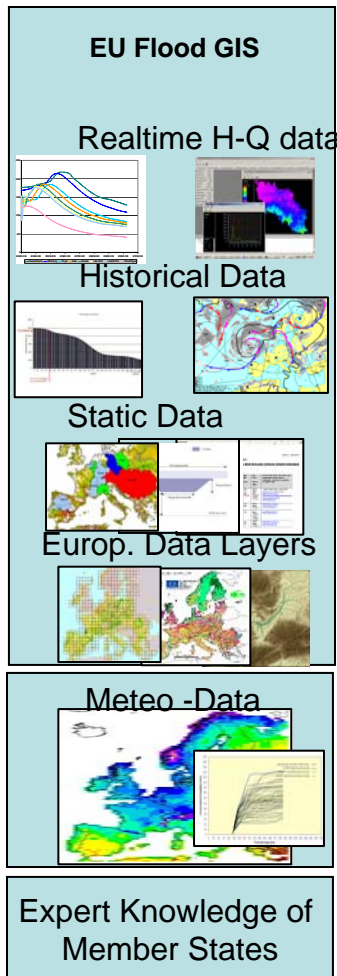 EU Flood GIS
Realtime H-Q data
Historical Data
Static Data
Europ. Data Layers
Meteo -Data
Expert Knowledge of
Member States